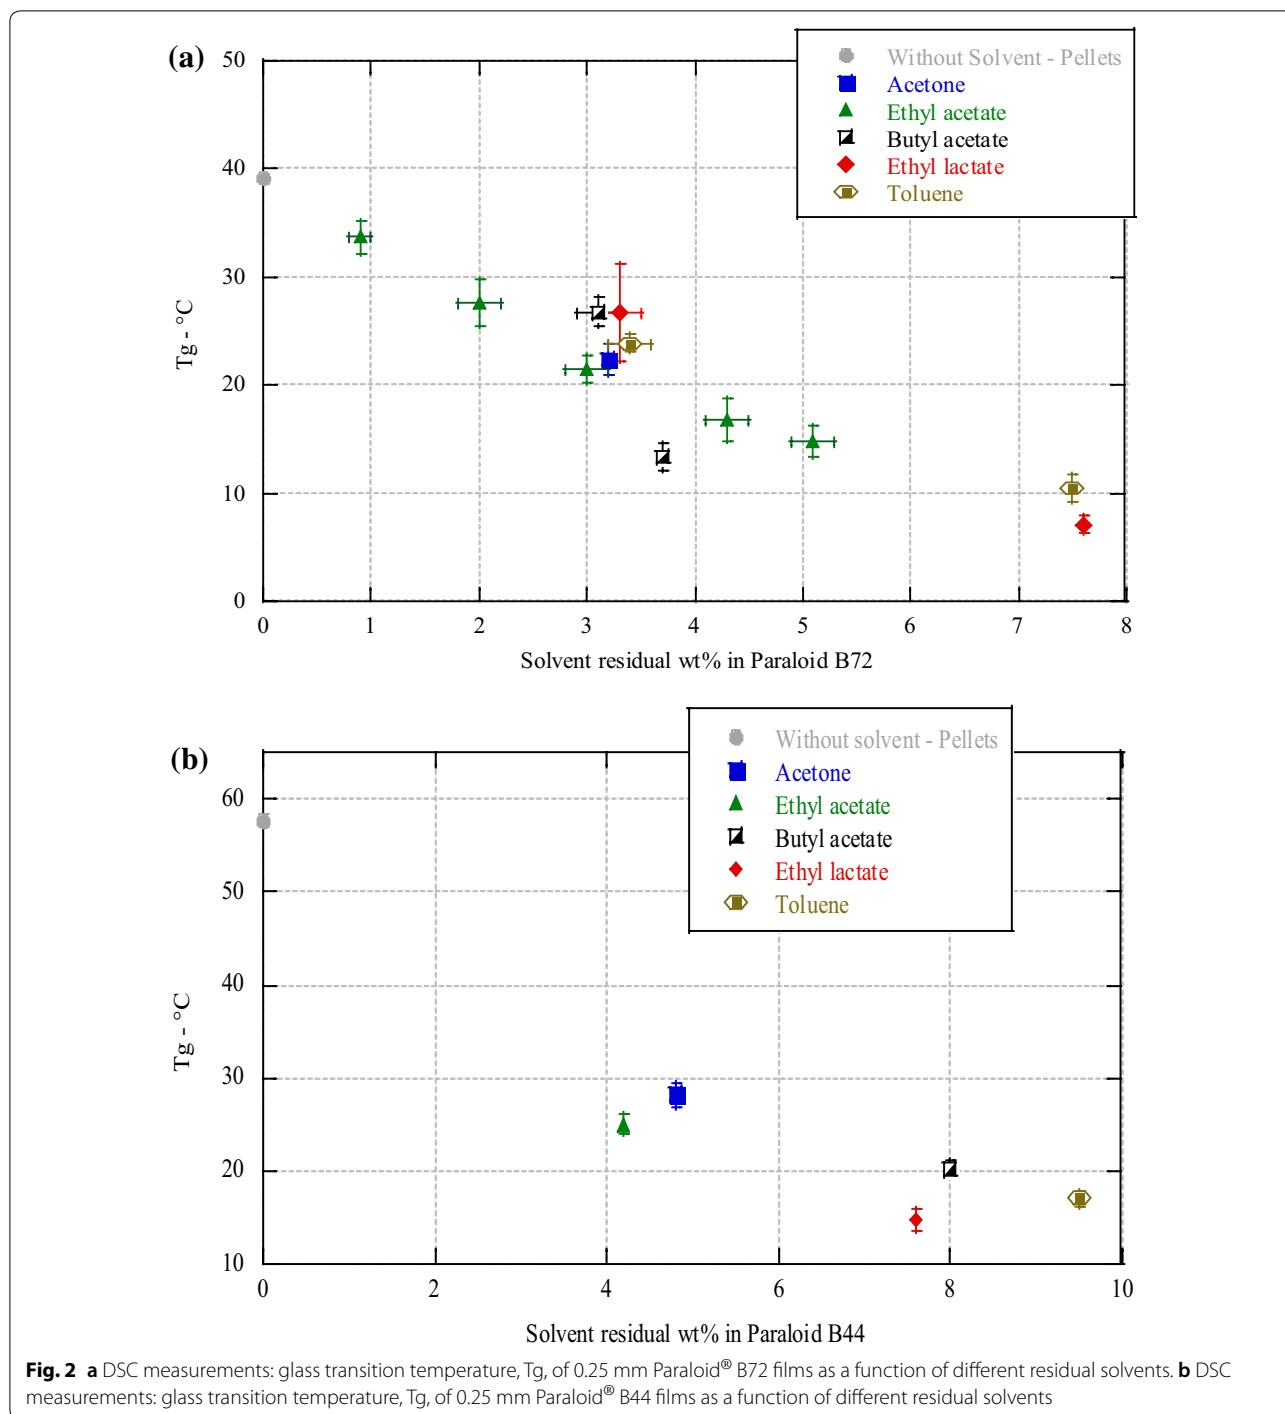 (a)
50
40
30
20
10
0
Tg - °C
Without Solvent - Pellets
Acetone
Ethyl acetate
Butyl acetate
Ethyl lactate
Toluene
0 1 2 3 4 5 6 7 8
Solvent residual wt% in Paraloid B72
(b)
60
50
40
30
20
10
Tg - °C
Without solvent - Pellets
Acetone
Ethyl acetate
Butyl acetate
Ethyl lactate
Toluene
0 2 4 6 8 10
Solvent residual wt% in Paraloid B44
Fig. 2 a DSC measurements: glass transition temperature, Tg, of 0.25 mm Paraloid® B72 films as a function of different residual solvents. b DSC
measurements: glass transition temperature, Tg, of 0.25 mm Paraloid® B44 films as a function of different residual solvents